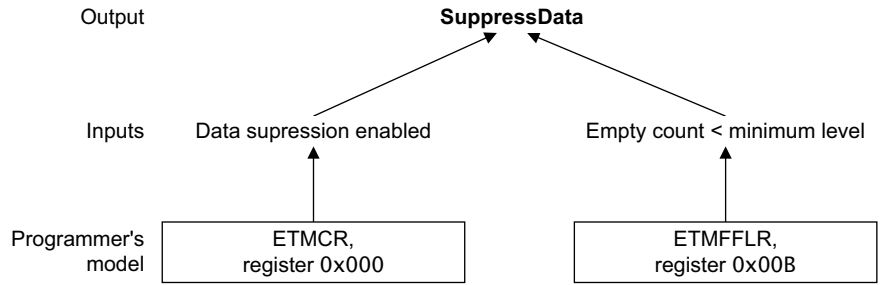 Output
SuppressData
Inputs
Data supression enabled
Empty count < minimum level
Programmer's
model
ETMCR,
register 0x000
ETMFFLR,
register 0x00B